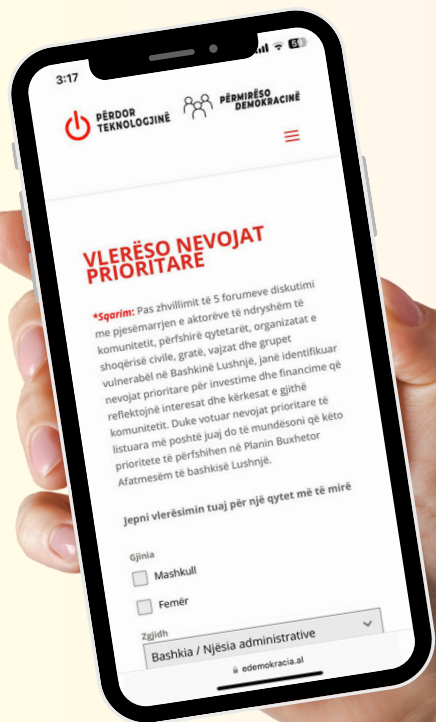 3:17
59
PËRDOR
TEKNOLOGJINË
PËRMIRËSO
DEMOKRACINË
VLERËSO NEVOJAT
PRIORITARE
*Sqarim: Pas zhvillimit të 5 forumeve diskutimi
me pjesëmarrjen e aktorëve të ndryshëm të
komunitetit, përfshirë qytetarët, organizatat e
shoqërisë civile, gratë, vajzat dhe grupet
vulnerabël në Bashkinë Lushnjë, janë identifikuar
nevojat prioritare për investime dhe financime që
reflektojnë interesat dhe kërkesat e gjithë
komunitetit. Duke votuar nevojat prioritare të
listuara më poshtë juaj do të mundësoni që këto
prioritete të përfshihen në Planin Buxhetor
Afatmesëm të bashkisë Lushnjë.
Jepni vlerësimin tuaj për një qytet më të mirë
Gjinia
Mashkull
Femër
Zgjidh
Bashkia / Njësia administrative
edemokracia.al